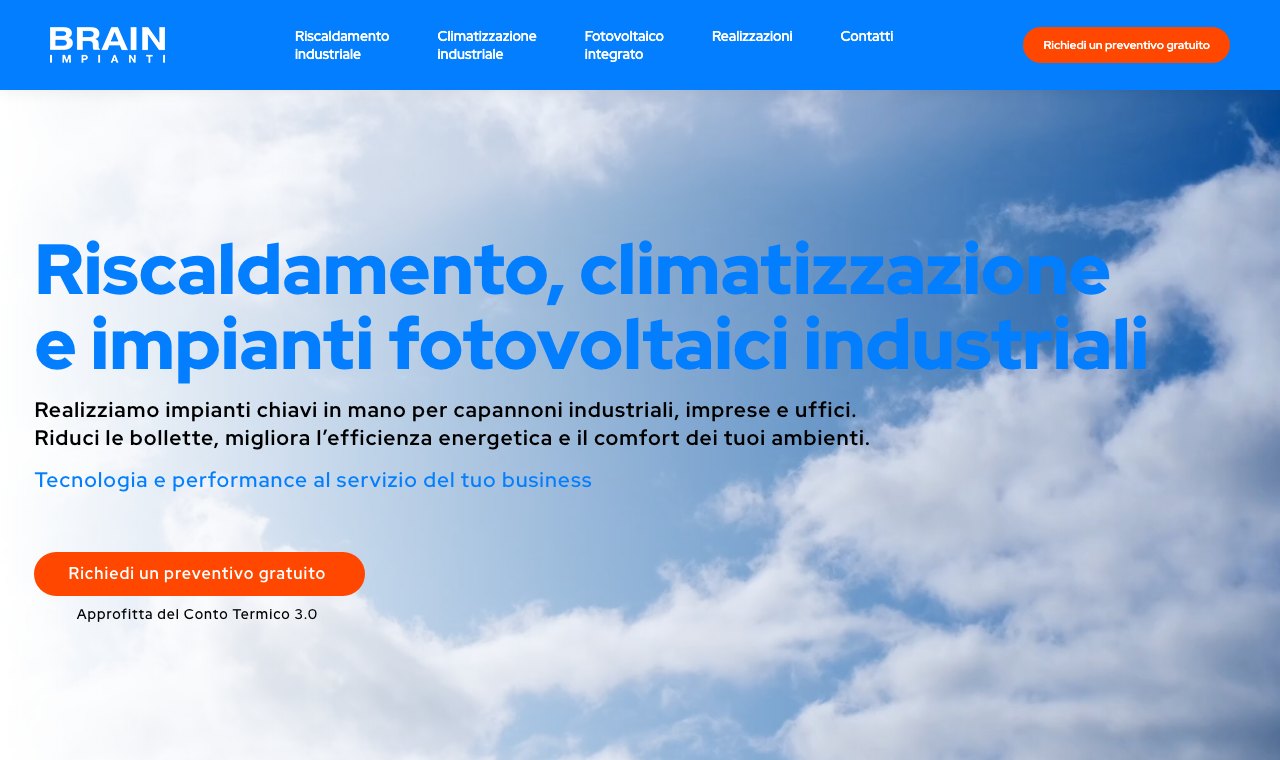 BRAIN
IMPIANTI
Riscaldamento
industriale
Climatizzazione
industriale
Fotovoltaico
integrato
Realizzazioni
Contatti
Richiedi un preventivo gratuito
Riscaldamento, climatizzazione
e impianti fotovoltaici industriali
Realizziamo impianti chiavi in mano per capannoni industriali, imprese e uffici.
Riduci le bollette, migliora l’efficienza energetica e il comfort dei tuoi ambienti.
Tecnologia e performance al servizio del tuo business
Richiedi un preventivo gratuito
Approfitta del Conto Termico 3.0